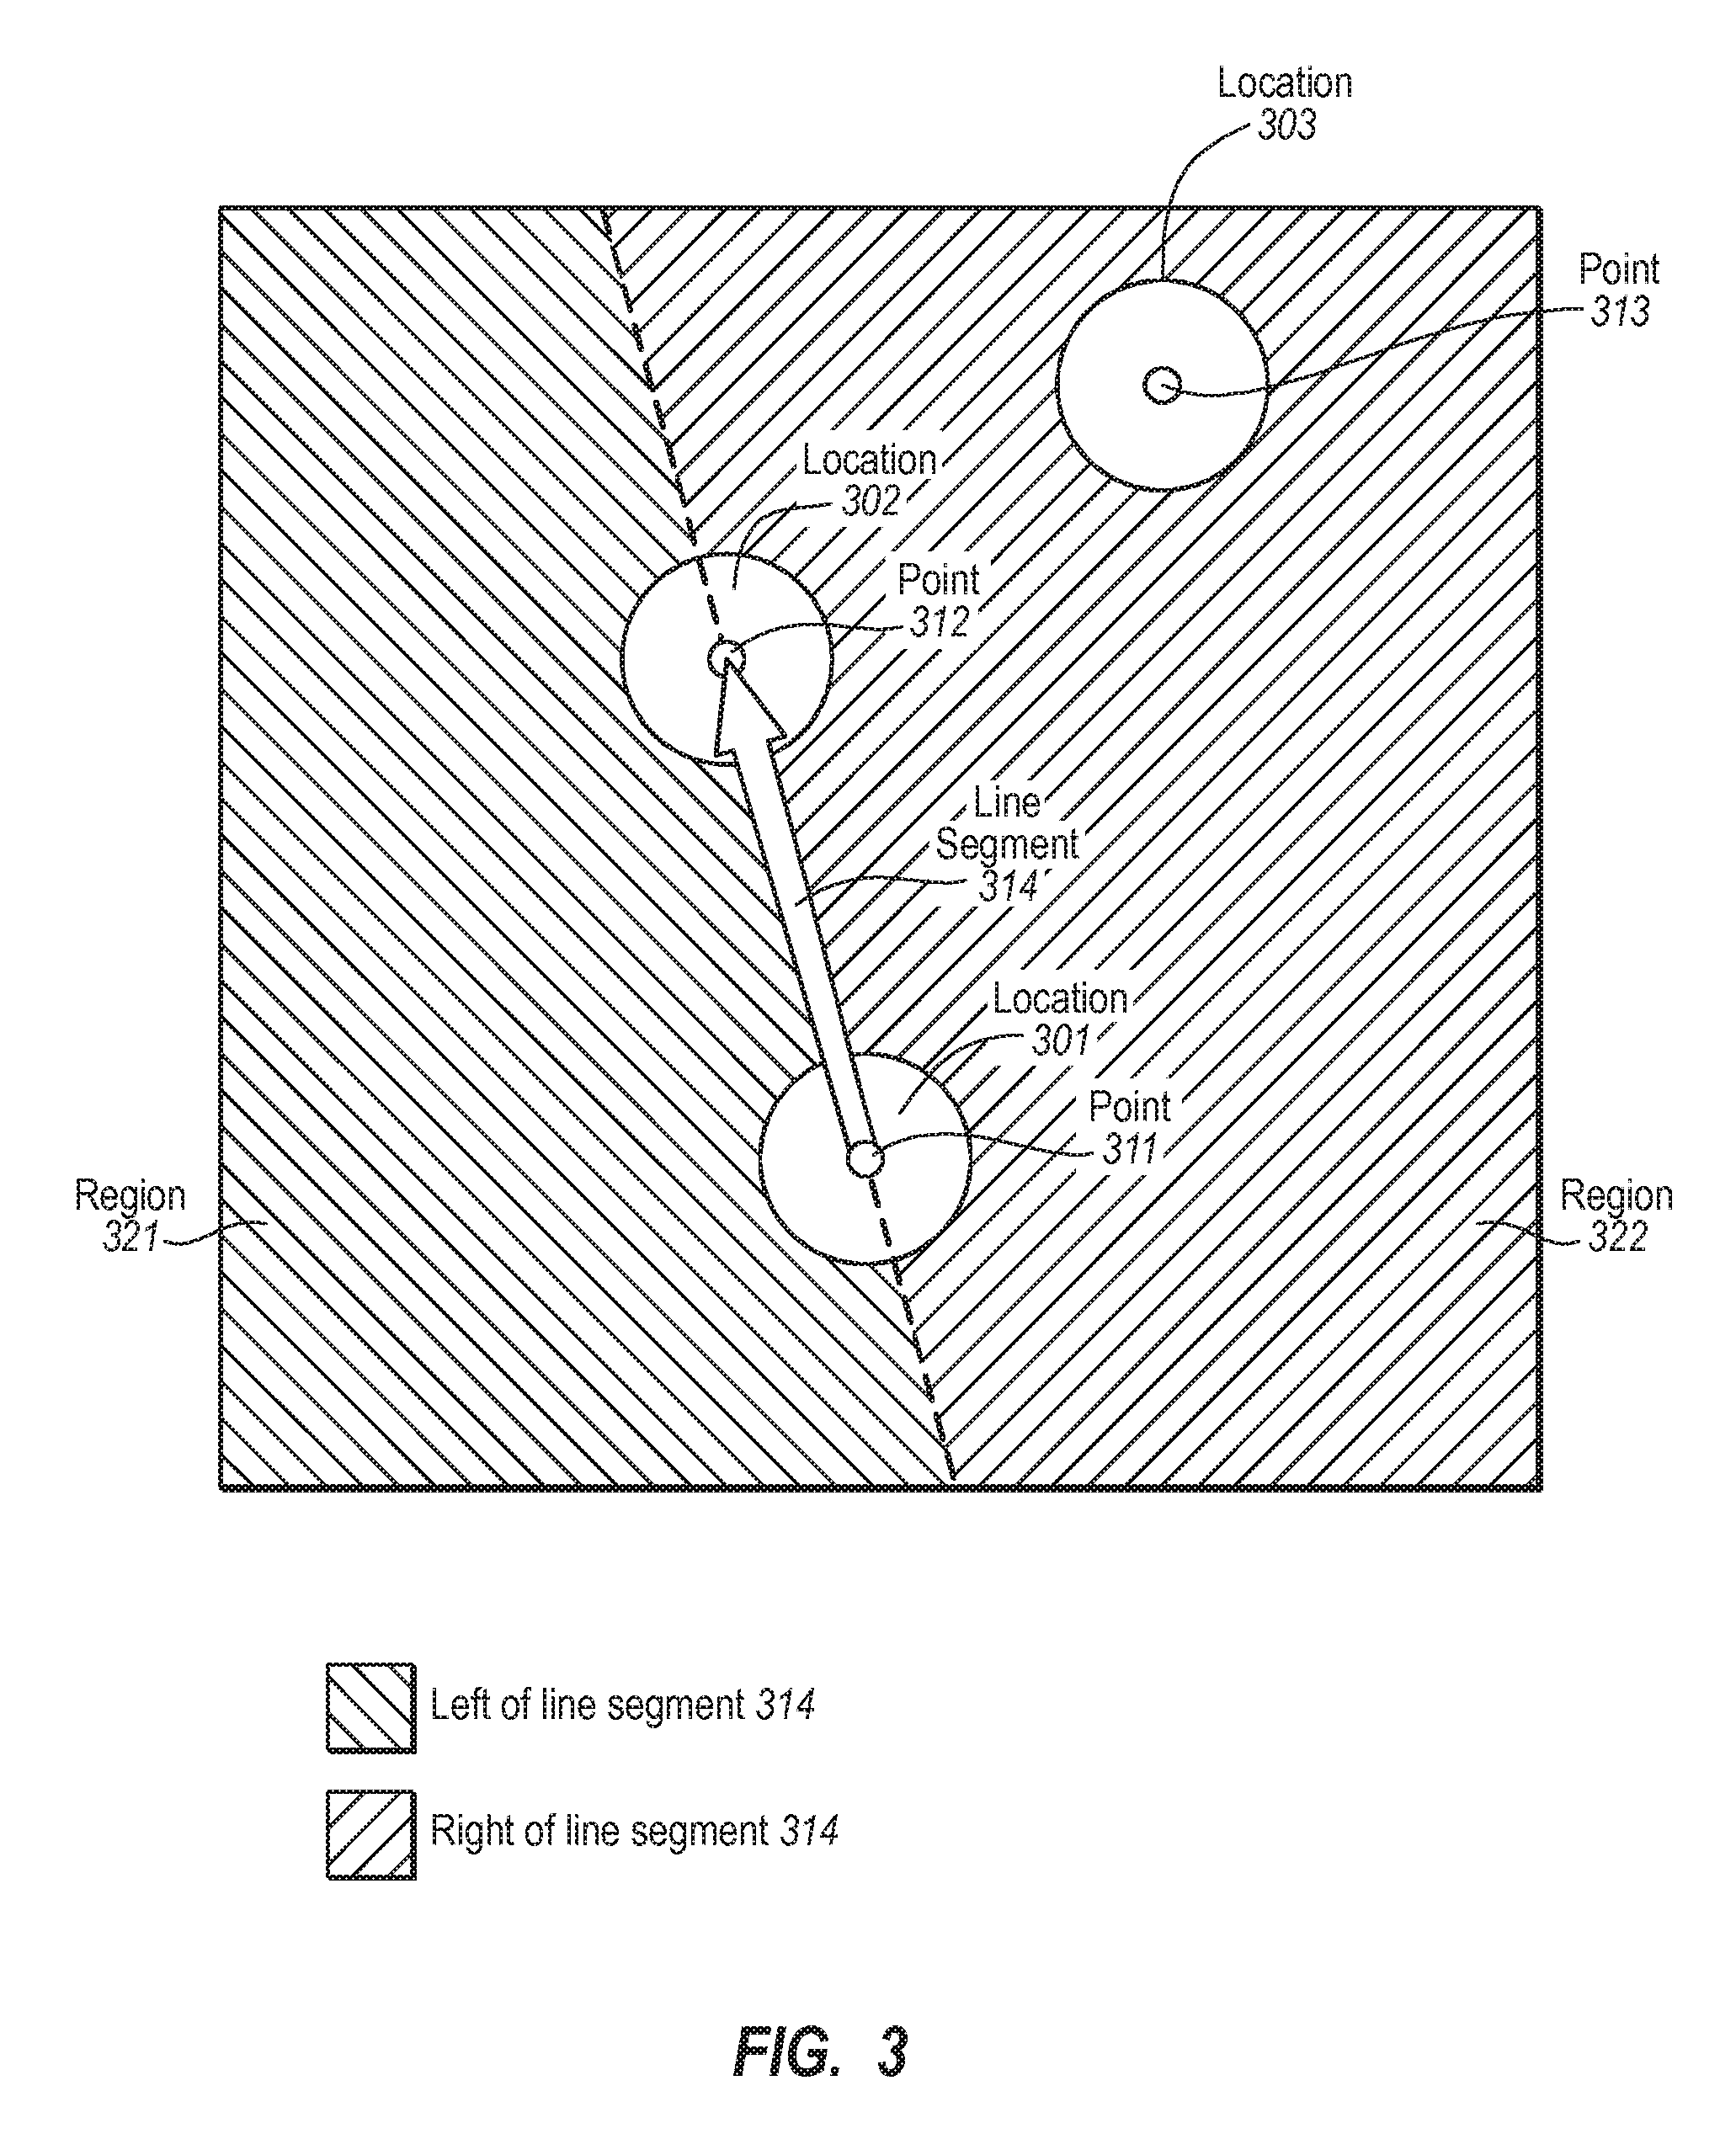 Location
303
Point
313
Location
302
Point
312
Line
Segment
314
Location
301
Point
311
Region
321
Region
322
Left of line segment 314
Right of line segment 314
FIG. 3